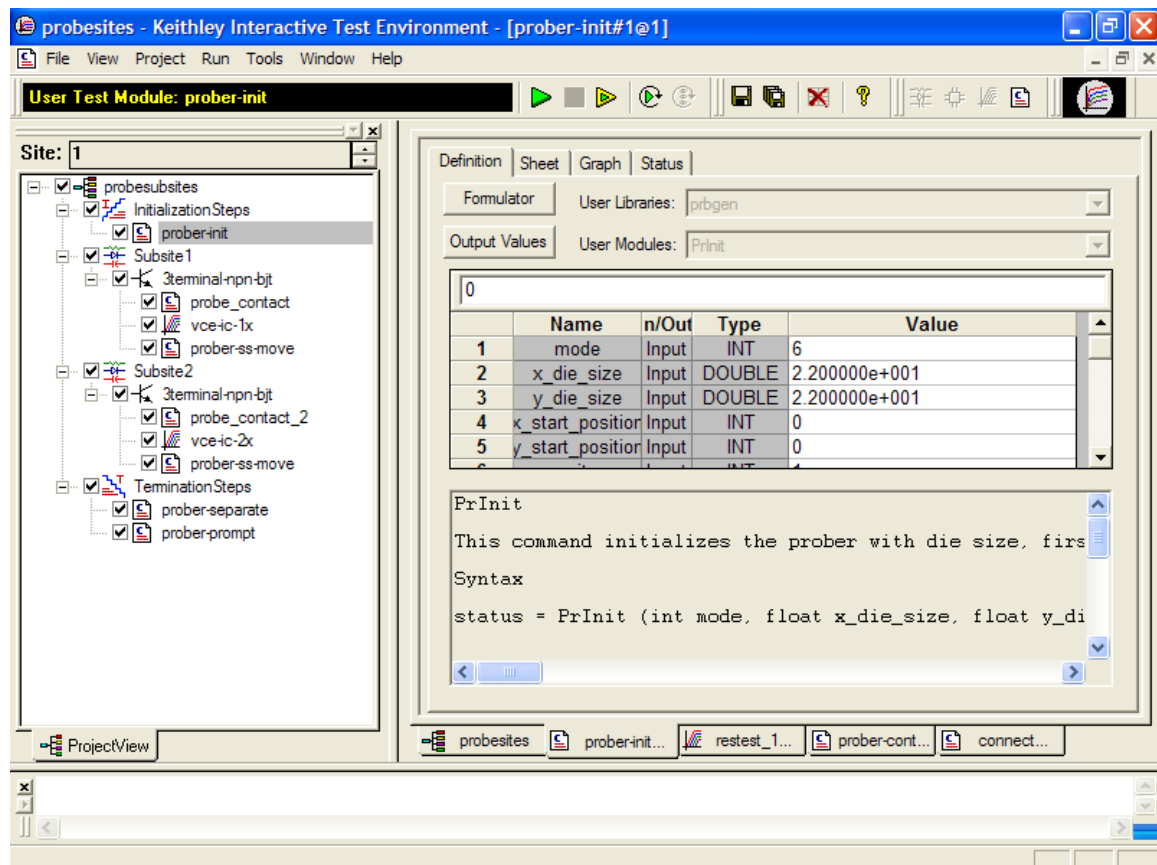 probesites - Keithley Interactive Test Environment - [prober-init#1@1]
File View Project Run Tools Window Help
User Test Module: prober-init
Site: 1
probesubsites
InitializationSteps
prober-init
Subsite1
3terminal-npn-bjt
probe_contact
vce-ic-1x
prober-ss-move
Subsite2
3terminal-npn-bjt
probe_contact_2
vce-ic-2x
prober-ss-move
TerminationSteps
prober-separate
prober-prompt
ProjectView
Definition Sheet Graph Status
Formulator User Libraries: prbgen
Output Values User Modules: PrInit
0
Name n/Out Type Value
1 mode Input INT 6
2 x_die_size Input DOUBLE 2.200000e+001
3 y_die_size Input DOUBLE 2.200000e+001
4 x_start_position Input INT 0
5 y_start_position Input INT 0
PrInit
This command initializes the prober with die size, firs
Syntax
status = PrInit (int mode, float x_die_size, float y_di
probesites prober-init... restest_1... prober-cont... connect...